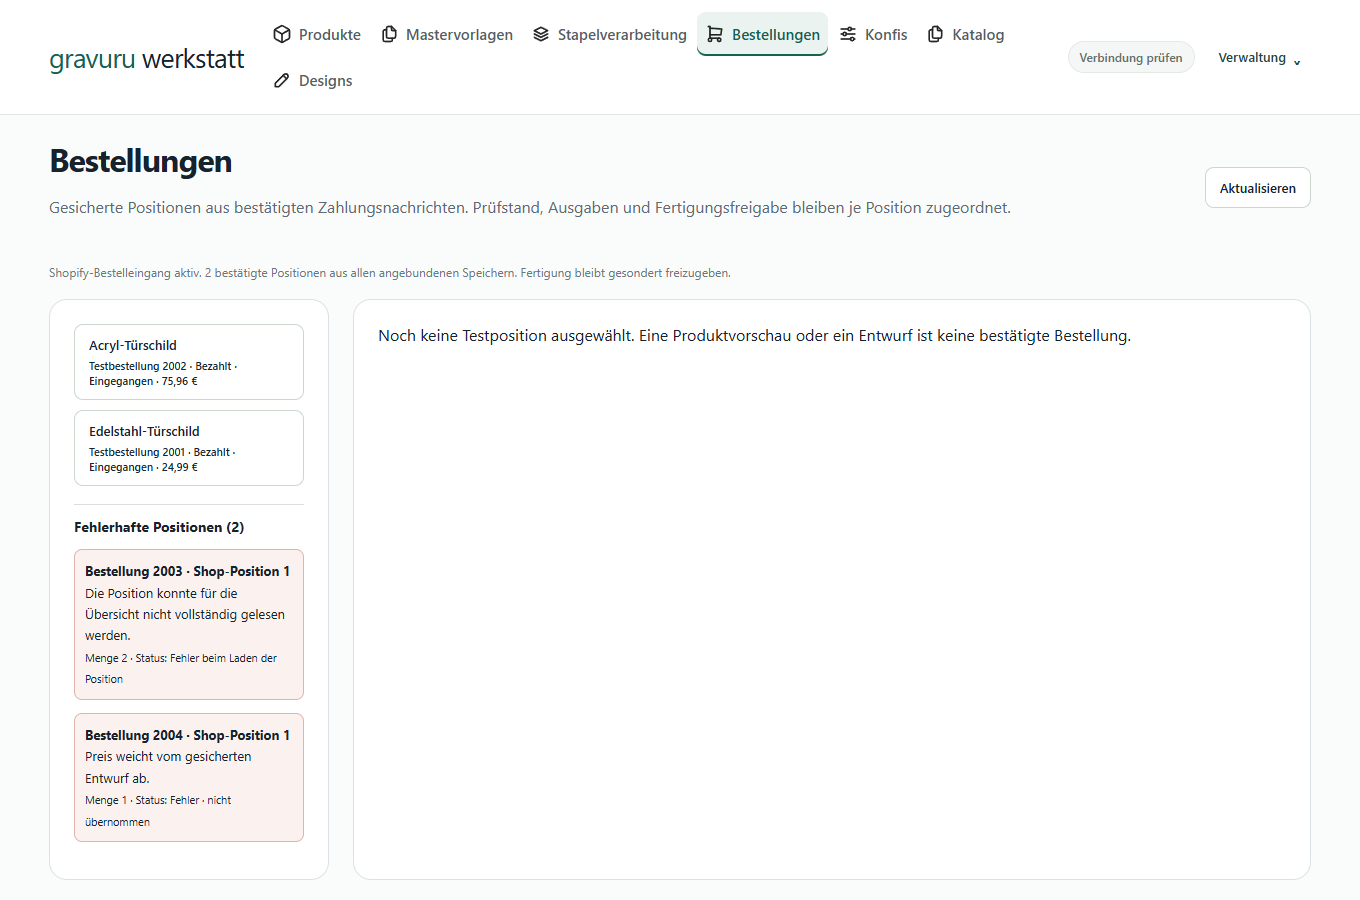 gravuru werkstatt
Produkte
Mastervorlagen
Stapelverarbeitung
Bestellungen
Konfis
Katalog
Designs
Verbindung prüfen
Verwaltung
Bestellungen
Gesicherte Positionen aus bestätigten Zahlungsnachrichten. Prüfstand, Ausgaben und Fertigungsfreigabe bleiben je Position zugeordnet.
Aktualisieren
Shopify-Bestelleingang aktiv. 2 bestätigte Positionen aus allen angebundenen Speichern. Fertigung bleibt gesondert freizugeben.
Acryl-Türschild
Testbestellung 2002 · Bezahlt ·
Eingegangen · 75,96 €
Edelstahl-Türschild
Testbestellung 2001 · Bezahlt ·
Eingegangen · 24,99 €
Fehlerhafte Positionen (2)
Bestellung 2003 · Shop-Position 1
Die Position konnte für die
Übersicht nicht vollständig gelesen
werden.
Menge 2 · Status: Fehler beim Laden der
Position
Bestellung 2004 · Shop-Position 1
Preis weicht vom gesicherten
Entwurf ab.
Menge 1 · Status: Fehler · nicht
übernommen
Noch keine Testposition ausgewählt. Eine Produktvorschau oder ein Entwurf ist keine bestätigte Bestellung.